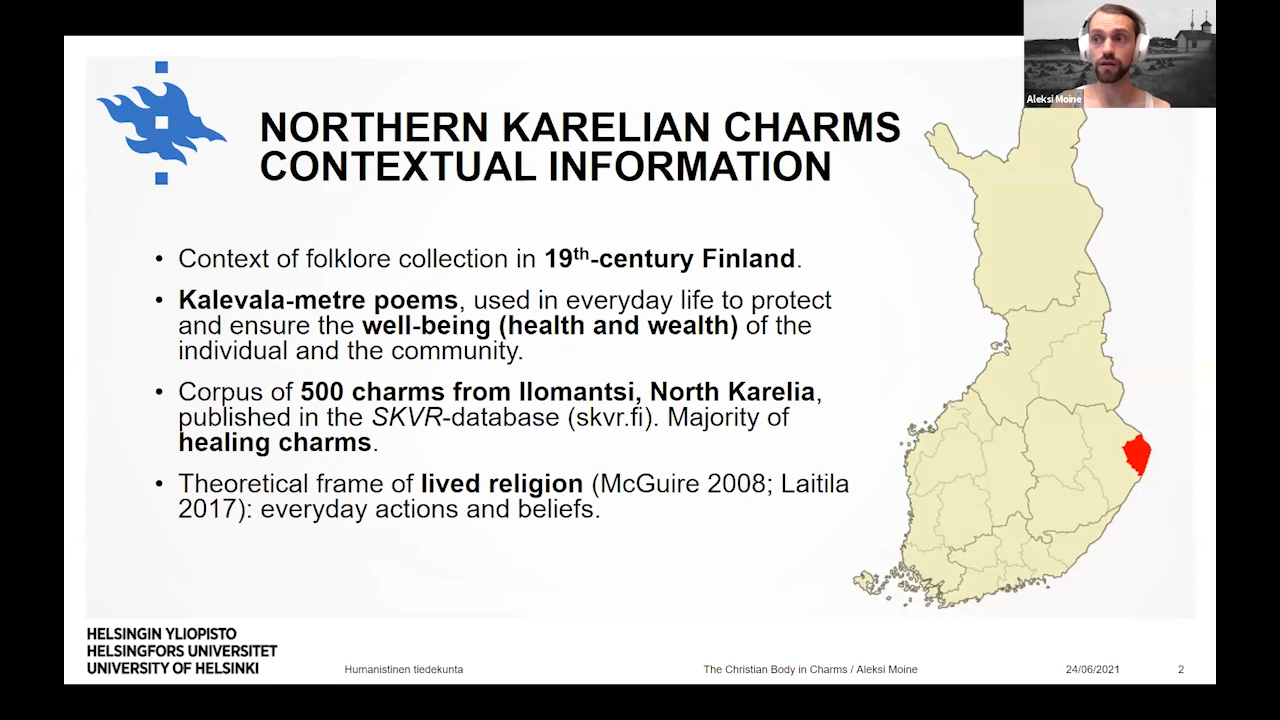 Aleksi Moine
NORTHERN KARELIAN CHARMS
CONTEXTUAL INFORMATION
• Context of folklore collection in 19th-century Finland.
• Kalevala-metre poems, used in everyday life to protect
and ensure the well-being (health and wealth) of the
individual and the community.
• Corpus of 500 charms from Ilomantsi, North Karelia,
published in the SKVR-database (skvr.fi). Majority of
healing charms.
• Theoretical frame of lived religion (McGuire 2008; Laitila
2017): everyday actions and beliefs.
HELSINGIN YLIOPISTO
HELSINGFORS UNIVERSITET
UNIVERSITY OF HELSINKI
Humanistinen tiedekunta
The Christian Body in Charms / Aleksi Moine
24/06/2021
2